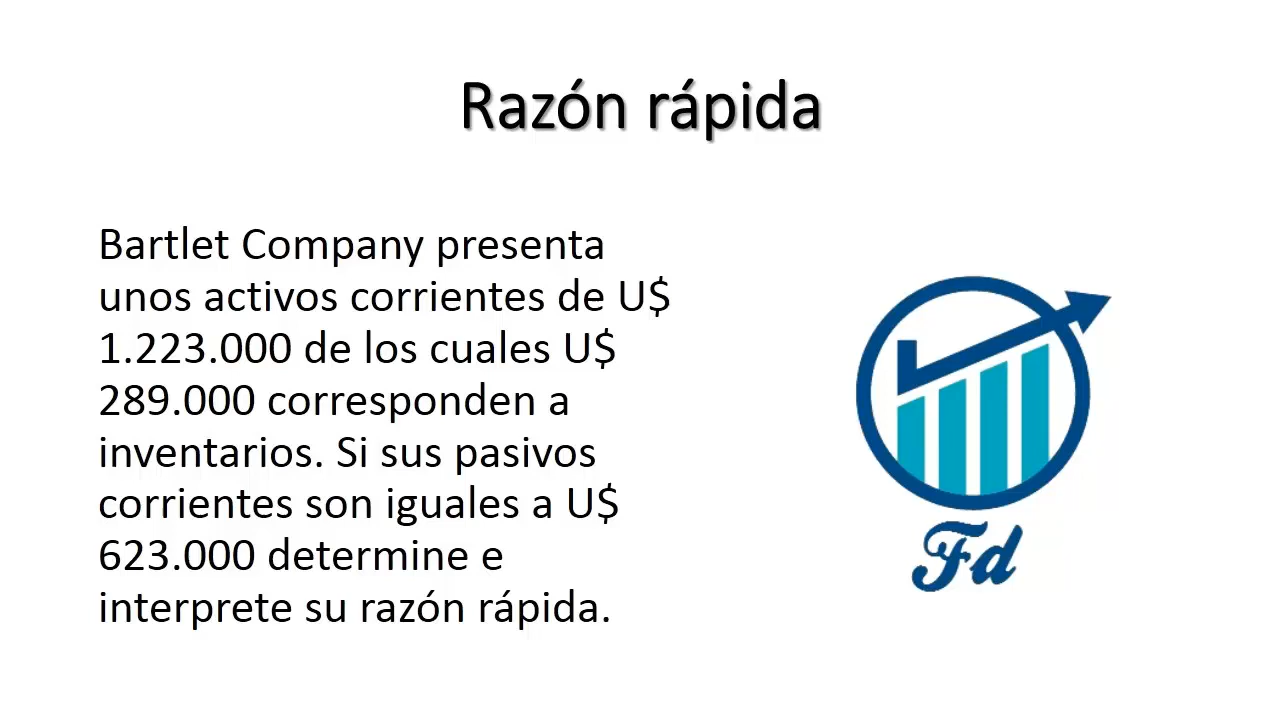 Razón rápida
Bartlet Company presenta
unos activos corrientes de U$
1.223.000 de los cuales U$
289.000 corresponden a
inventarios. Si sus pasivos
corrientes son iguales a U$
623.000 determine e
interprete su razón rápida.
Fd